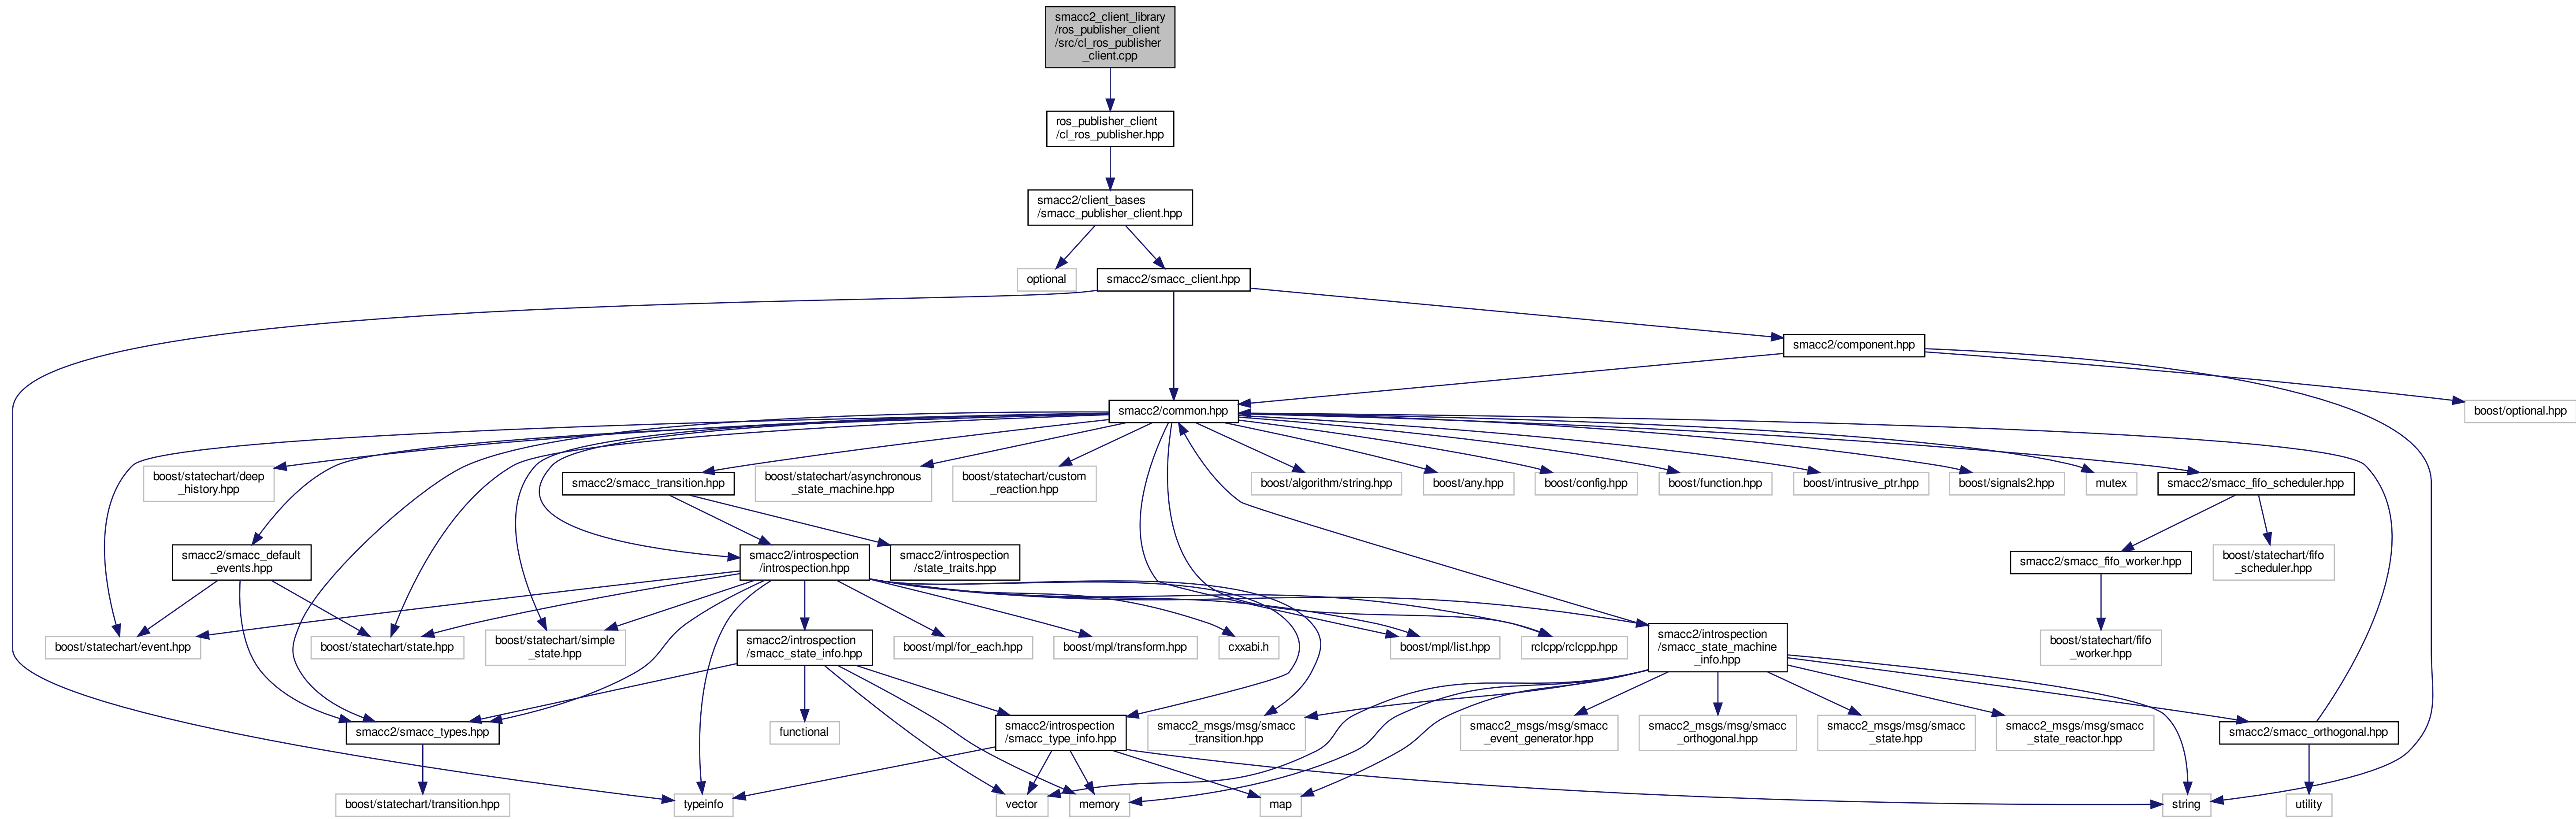 smacc2_client_library
/ros_publisher_client
/src/cl_ros_publisher
_client.cpp
ros_publisher_client
/cl_ros_publisher.hpp
smacc2/client_bases
/smacc_publisher_client.hpp
optional
smacc2/smacc_client.hpp
smacc2/component.hpp
smacc2/common.hpp
boost/optional.hpp
boost/statechart/deep
_history.hpp
smacc2/smacc_transition.hpp
boost/statechart/asynchronous
_state_machine.hpp
boost/statechart/custom
_reaction.hpp
boost/algorithm/string.hpp
boost/any.hpp
boost/config.hpp
boost/function.hpp
boost/intrusive_ptr.hpp
boost/signals2.hpp
mutex
smacc2/smacc_fifo_scheduler.hpp
smacc2/smacc_default
_events.hpp
smacc2/introspection
/introspection.hpp
smacc2/introspection
/state_traits.hpp
smacc2/smacc_fifo_worker.hpp
boost/statechart/fifo
_scheduler.hpp
boost/statechart/event.hpp
boost/statechart/state.hpp
boost/statechart/simple
_state.hpp
smacc2/introspection
/smacc_state_info.hpp
boost/mpl/for_each.hpp
boost/mpl/transform.hpp
cxxabi.h
boost/mpl/list.hpp
rclcpp/rclcpp.hpp
smacc2/introspection
/smacc_state_machine
_info.hpp
boost/statechart/fifo
_worker.hpp
smacc2/smacc_types.hpp
functional
smacc2/introspection
/smacc_type_info.hpp
smacc2_msgs/msg/smacc
_transition.hpp
smacc2_msgs/msg/smacc
_event_generator.hpp
smacc2_msgs/msg/smacc
_orthogonal.hpp
smacc2_msgs/msg/smacc
_state.hpp
smacc2_msgs/msg/smacc
_state_reactor.hpp
smacc2/smacc_orthogonal.hpp
boost/statechart/transition.hpp
typeinfo
vector
memory
map
string
utility